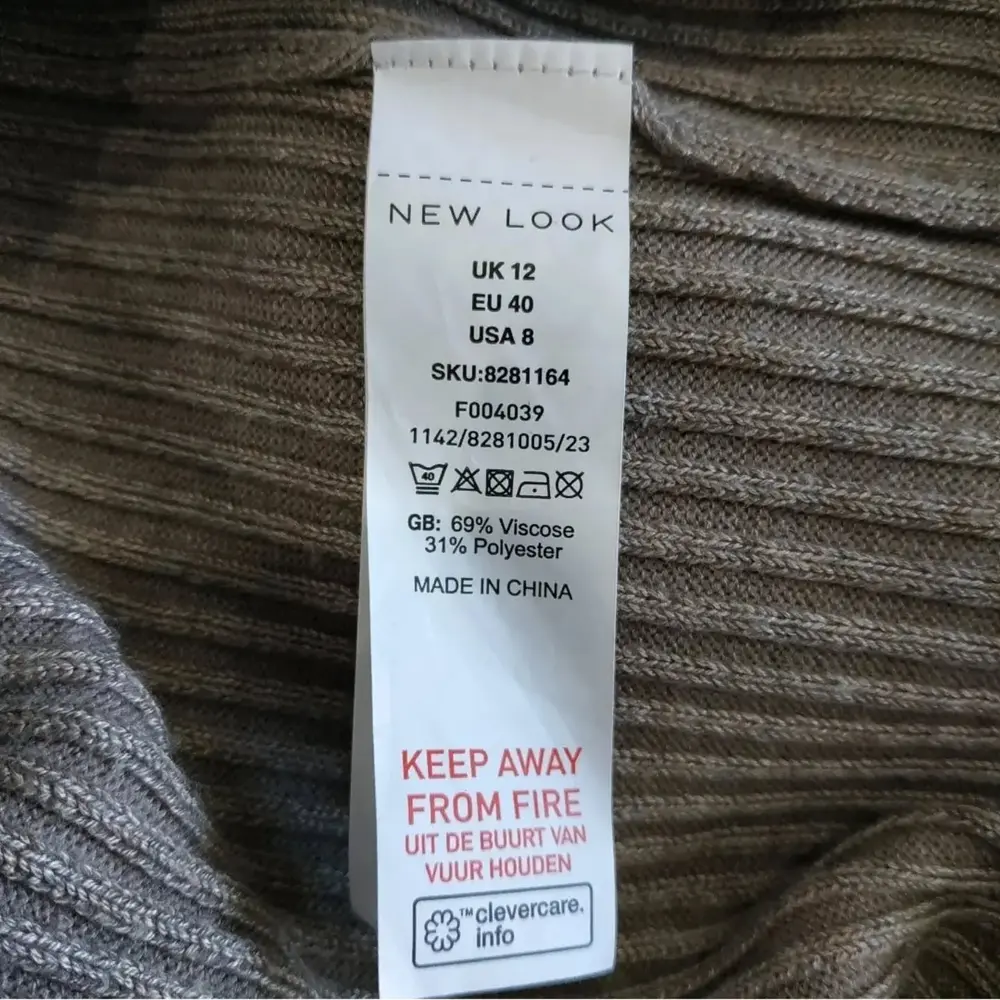 NEW LOOK
UK 12
EU 40
USA 8
SKU:8281164
F004039
1142/8281005/23
40
GB: 69% Viscose
31% Polyester
MADE IN CHINA
KEEP AWAY
FROM FIRE
UIT DE BUURT VAN
VUUR HOUDEN
™clevercare.
info